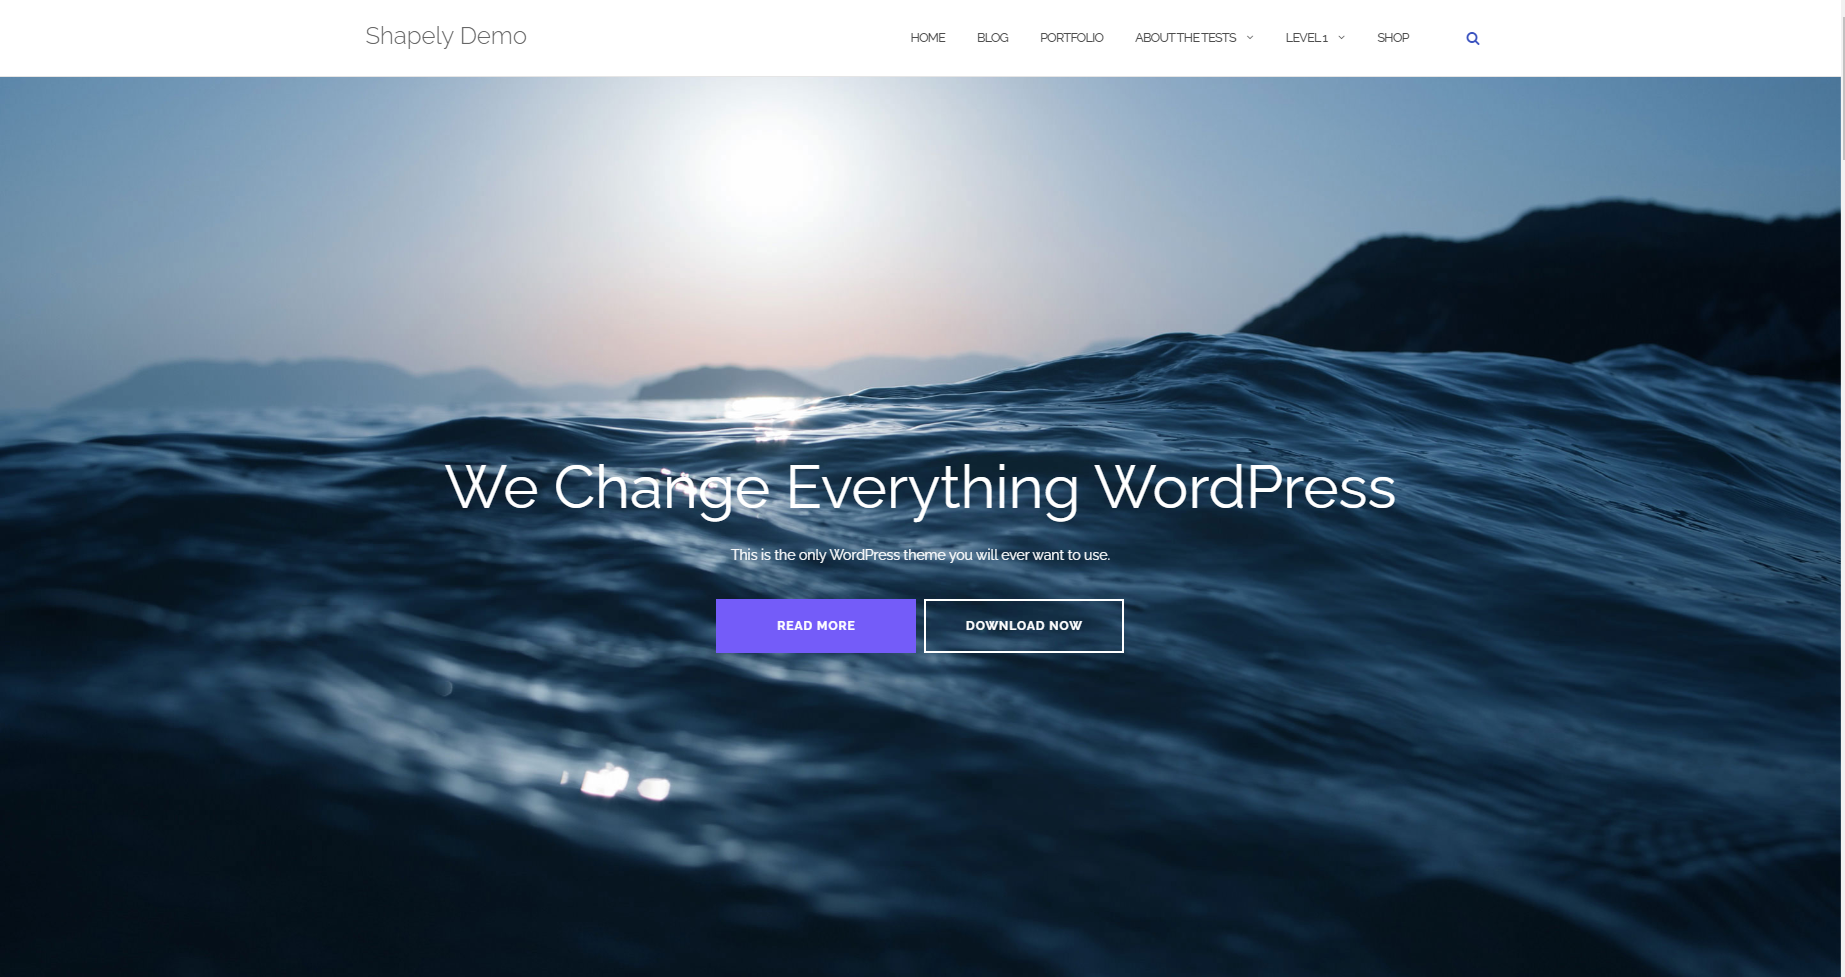 Shapely Demo
HOME BLOG PORTFOLIO ABOUT THE TESTS LEVEL 1 SHOP
We Change Everything WordPress
This is the only WordPress theme you will ever want to use.
READ MORE DOWNLOAD NOW